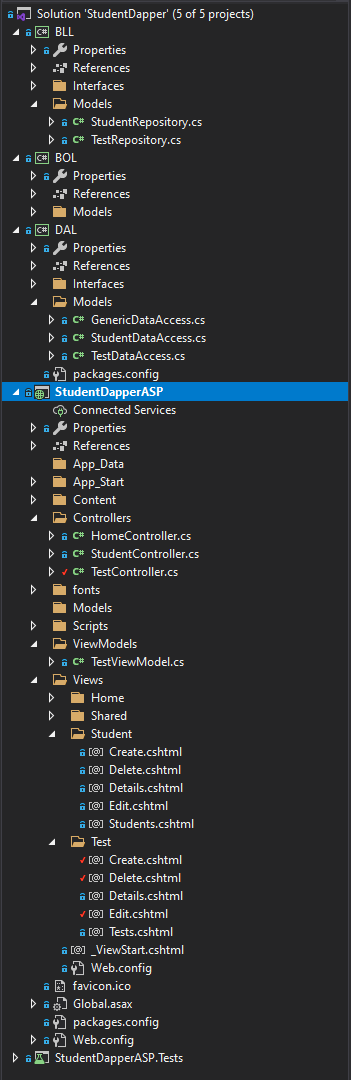 Solution 'StudentDapper' (5 of 5 projects)
C# BLL
Properties
References
Interfaces
Models
C# StudentRepository.cs
C# TestRepository.cs
C# BOL
Properties
References
Models
C# DAL
Properties
References
Interfaces
Models
C# GenericDataAccess.cs
C# StudentDataAccess.cs
C# TestDataAccess.cs
packages.config
StudentDapperASP
Connected Services
Properties
References
App_Data
App_Start
Content
Controllers
C# HomeController.cs
C# StudentController.cs
C# TestController.cs
fonts
Models
Scripts
ViewModels
C# TestViewModel.cs
Views
Home
Shared
Student
[@] Create.cshtml
[@] Delete.cshtml
[@] Details.cshtml
[@] Edit.cshtml
[@] Students.cshtml
Test
[@] Create.cshtml
[@] Delete.cshtml
[@] Details.cshtml
[@] Edit.cshtml
[@] Tests.cshtml
[@] _ViewStart.cshtml
Web.config
favicon.ico
Global.asax
packages.config
Web.config
StudentDapperASP.Tests